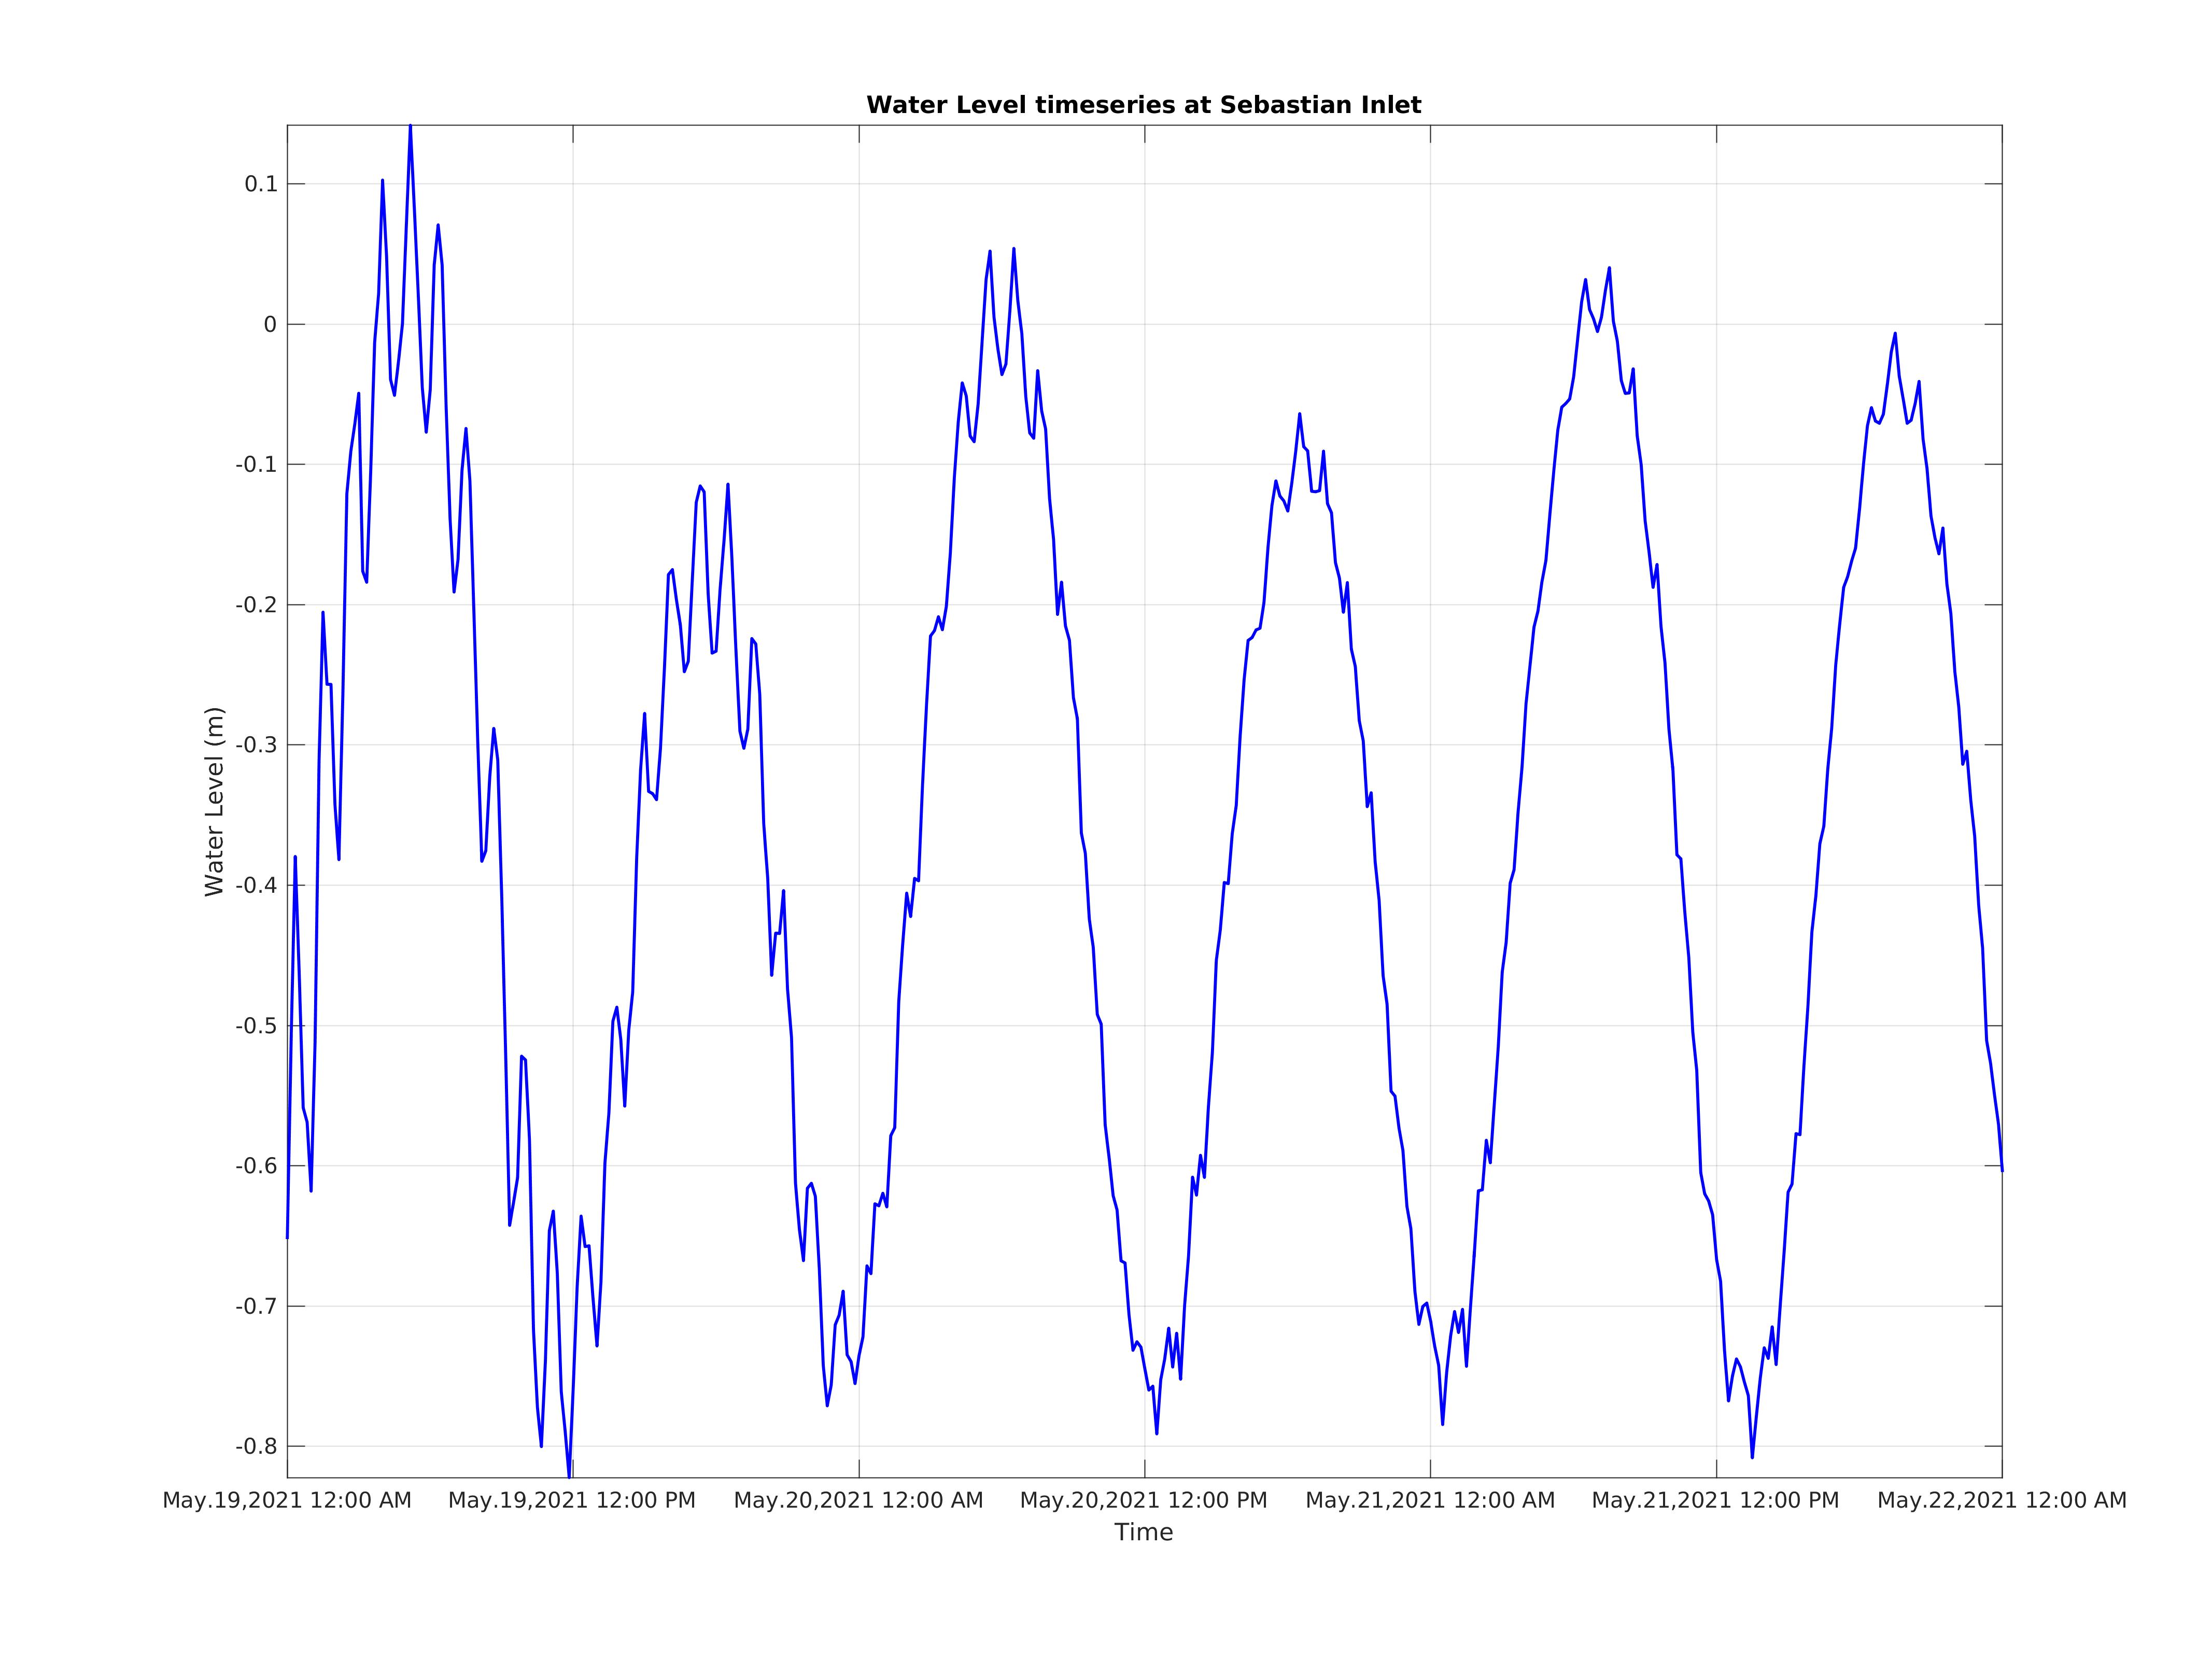 Water Level timeseries at Sebastian Inlet
0.1
0
-0.1
-0.2
-0.3
-0.4
-0.5
-0.6
-0.7
-0.8
Water Level (m)
May.19,2021 12:00 AM
May.19,2021 12:00 PM
May.20,2021 12:00 AM
May.20,2021 12:00 PM
May.21,2021 12:00 AM
May.21,2021 12:00 PM
May.22,2021 12:00 AM
Time